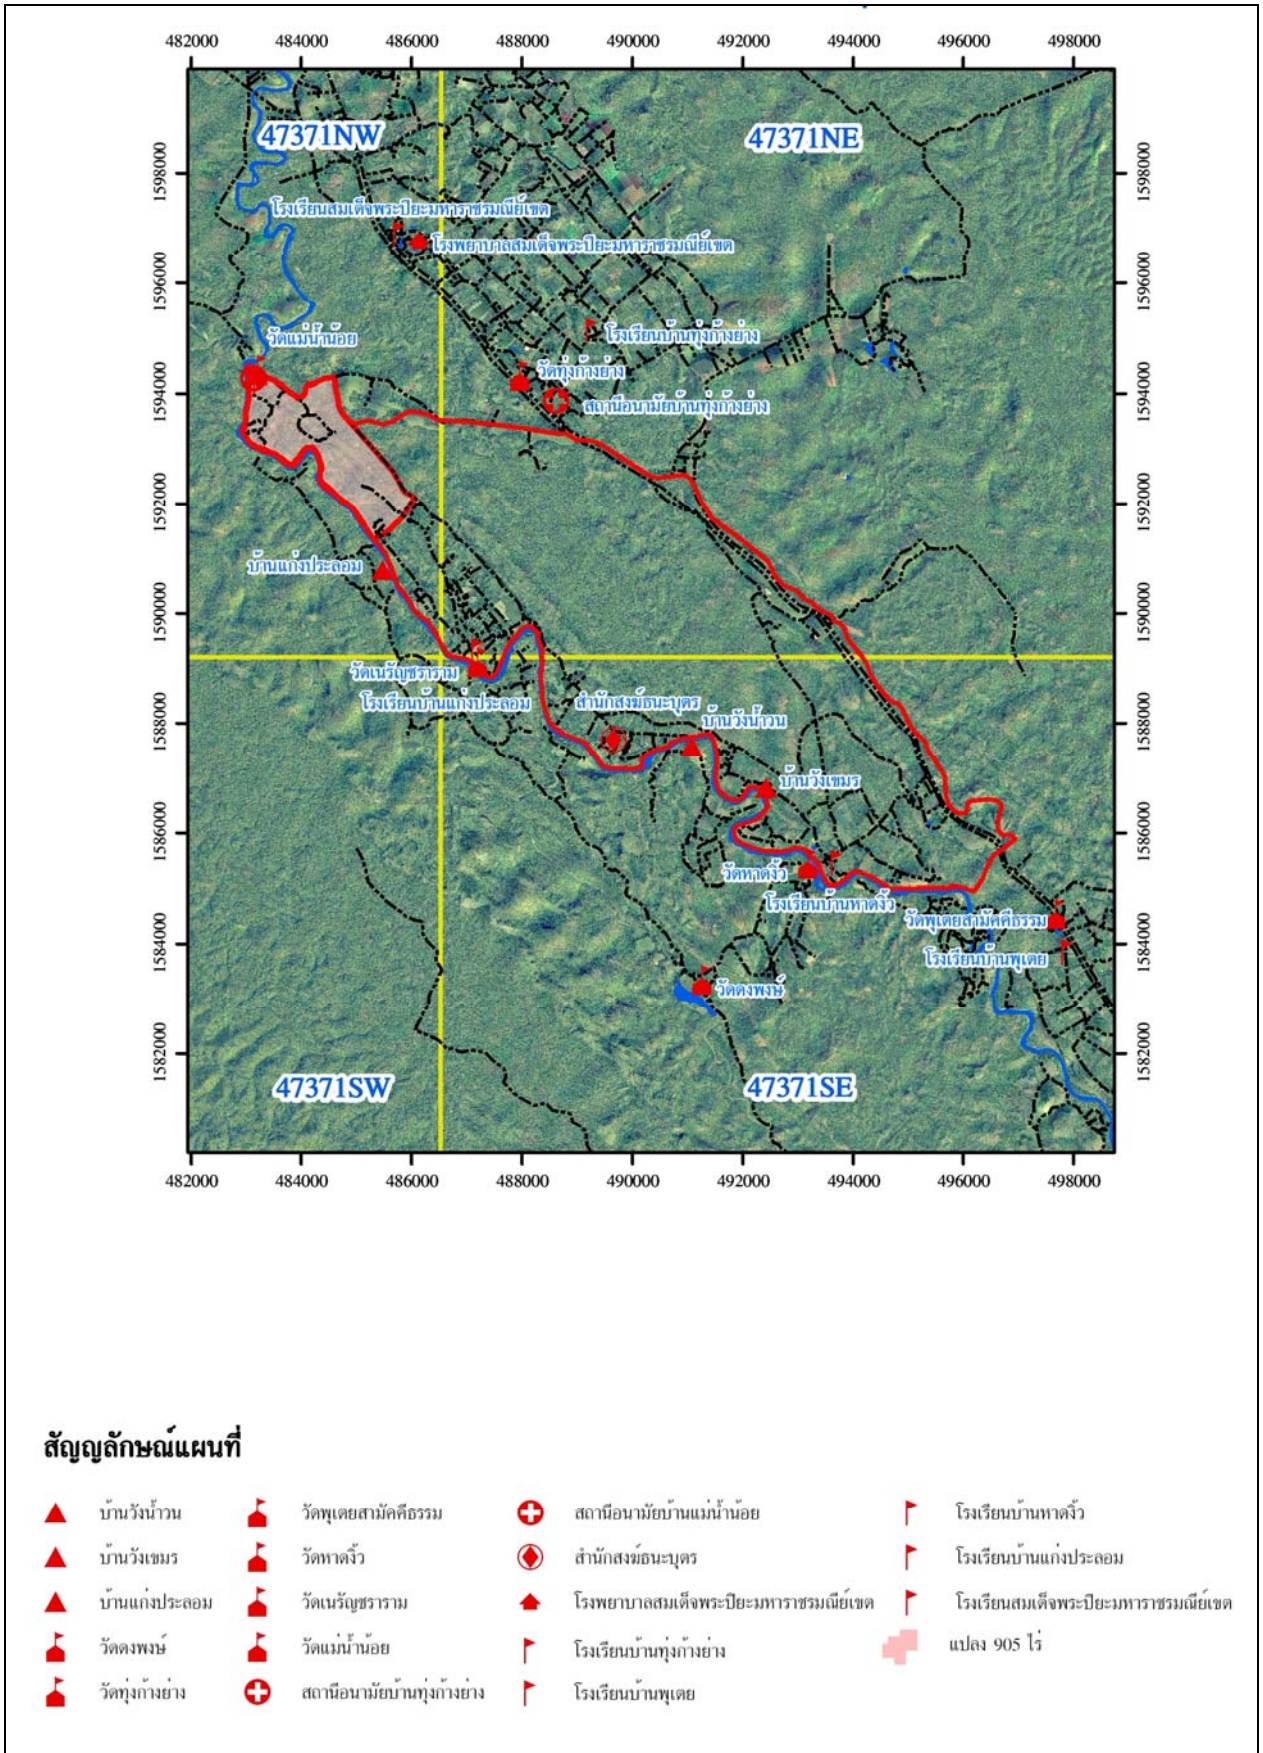 482000 484000 486000 488000 490000 492000 494000 496000 498000
47371NW
47371NE
1598000
1598000
โรงเรียนสมเด็จพระปิยะมหาราชรมณีย์เขต
โรงพยาบาลสมเด็จพระปิยะมหาราชรมณีย์เขต
1596000
1596000
วัดแม่น้ำน้อย
โรงเรียนบ้านทุ่งก้างย่าง
วัดทุ่งก้างย่าง
1594000
1594000
สถานีอนามัยบ้านทุ่งก้างย่าง
1592000
1592000
บ้านแก่งประลอม
1590000
1590000
วัดเนรัญชราราม
โรงเรียนบ้านแก่งประลอม
สำนักสงฆ์ธนะบุตร
บ้านวังน้ำวน
1588000
1588000
บ้านวังเขมร
1586000
1586000
วัดหาดงิ้ว
โรงเรียนบ้านหาดงิ้ว
วัดพุเตยสามัคคีธรรม
โรงเรียนบ้านพุเตย
1584000
1584000
วัดดงพงษ์
1582000
1582000
47371SW
47371SE
482000 484000 486000 488000 490000 492000 494000 496000 498000
สัญญลักษณ์แผนที่
บ้านวังน้ำวน
บ้านวังเขมร
บ้านแก่งประลอม
วัดดงพงษ์
วัดทุ่งก้างย่าง
วัดพุเตยสามัคคีธรรม
วัดหาดงิ้ว
วัดเนรัญชราราม
วัดแม่น้ำน้อย
สถานีอนามัยบ้านทุ่งก้างย่าง
สถานีอนามัยบ้านแม่น้ำน้อย
สำนักสงฆ์ธนะบุตร
โรงพยาบาลสมเด็จพระปิยะมหาราชรมณีย์เขต
โรงเรียนบ้านทุ่งก้างย่าง
โรงเรียนบ้านพุเตย
โรงเรียนบ้านหาดงิ้ว
โรงเรียนบ้านแก่งประลอม
โรงเรียนสมเด็จพระปิยะมหาราชรมณีย์เขต
แปลง 905 ไร่